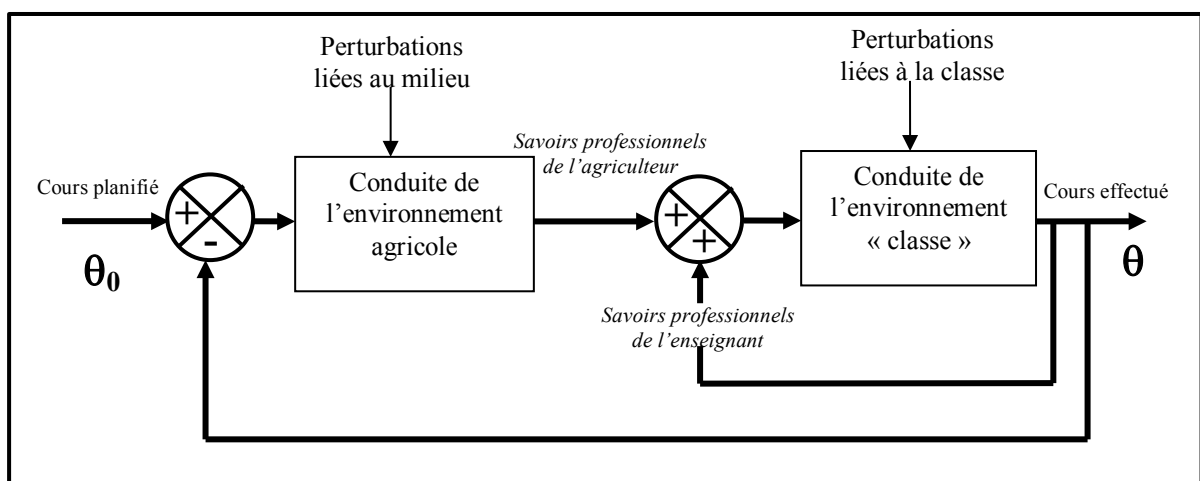 Perturbations
liées au milieu
Perturbations
liées à la classe
Savoirs professionnels
de l’agriculteur
Cours planifié
+
-
θ₀
Conduite de
l’environnement
agricole
+
+
Conduite de
l’environnement
« classe »
Cours effectué
θ
Savoirs professionnels
de l’enseignant